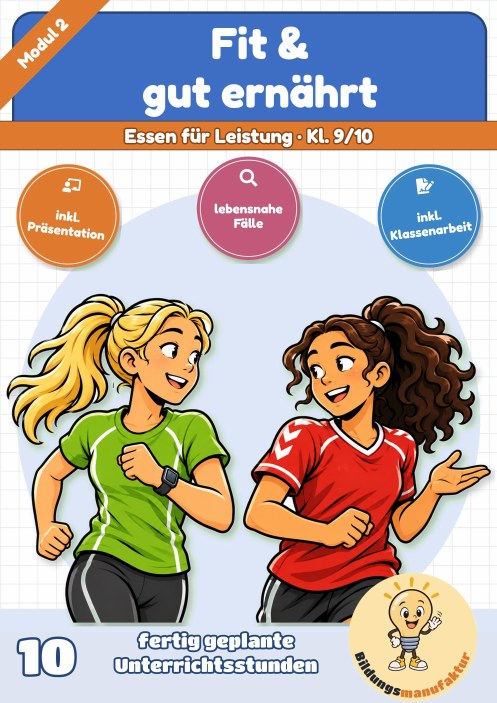 Modul 2
Fit &
gut ernährt
Essen für Leistung · Kl. 9/10
inkl.
Präsentation
lebensnahe
Fälle
inkl.
Klassenarbeit
10
fertig geplante
Unterrichtsstunden
Bildungsmanufaktur